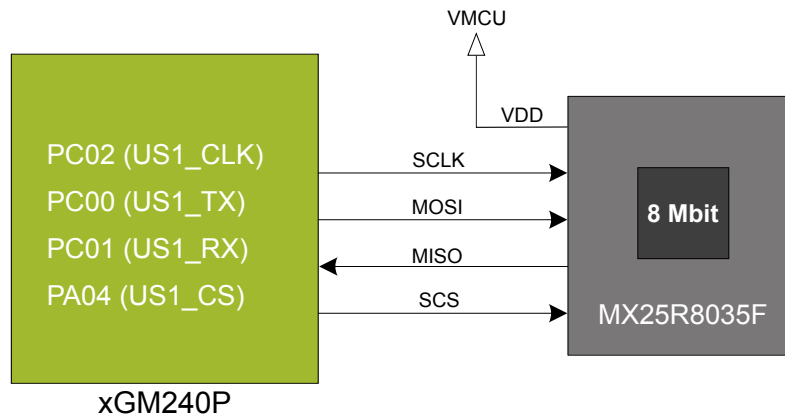 VMCU
VDD
PC02 (US1_CLK)
SCLK
PC00 (US1_TX)
MOSI
8 Mbit
PC01 (US1_RX)
MISO
PA04 (US1_CS)
SCS
MX25R8035F
xGM240P